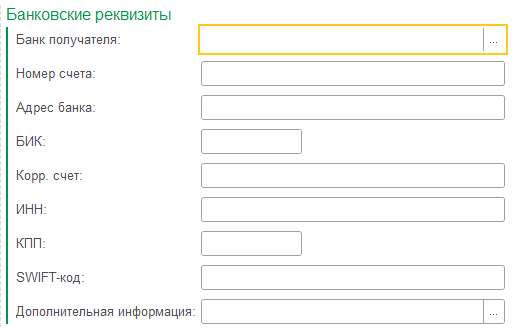 Банковские реквизиты
Банк получателя:
...
Номер счета:
Адрес банка:
БИК:
Корр. счет:
ИНН:
КПП:
SWIFT-код:
Дополнительная информация:
...